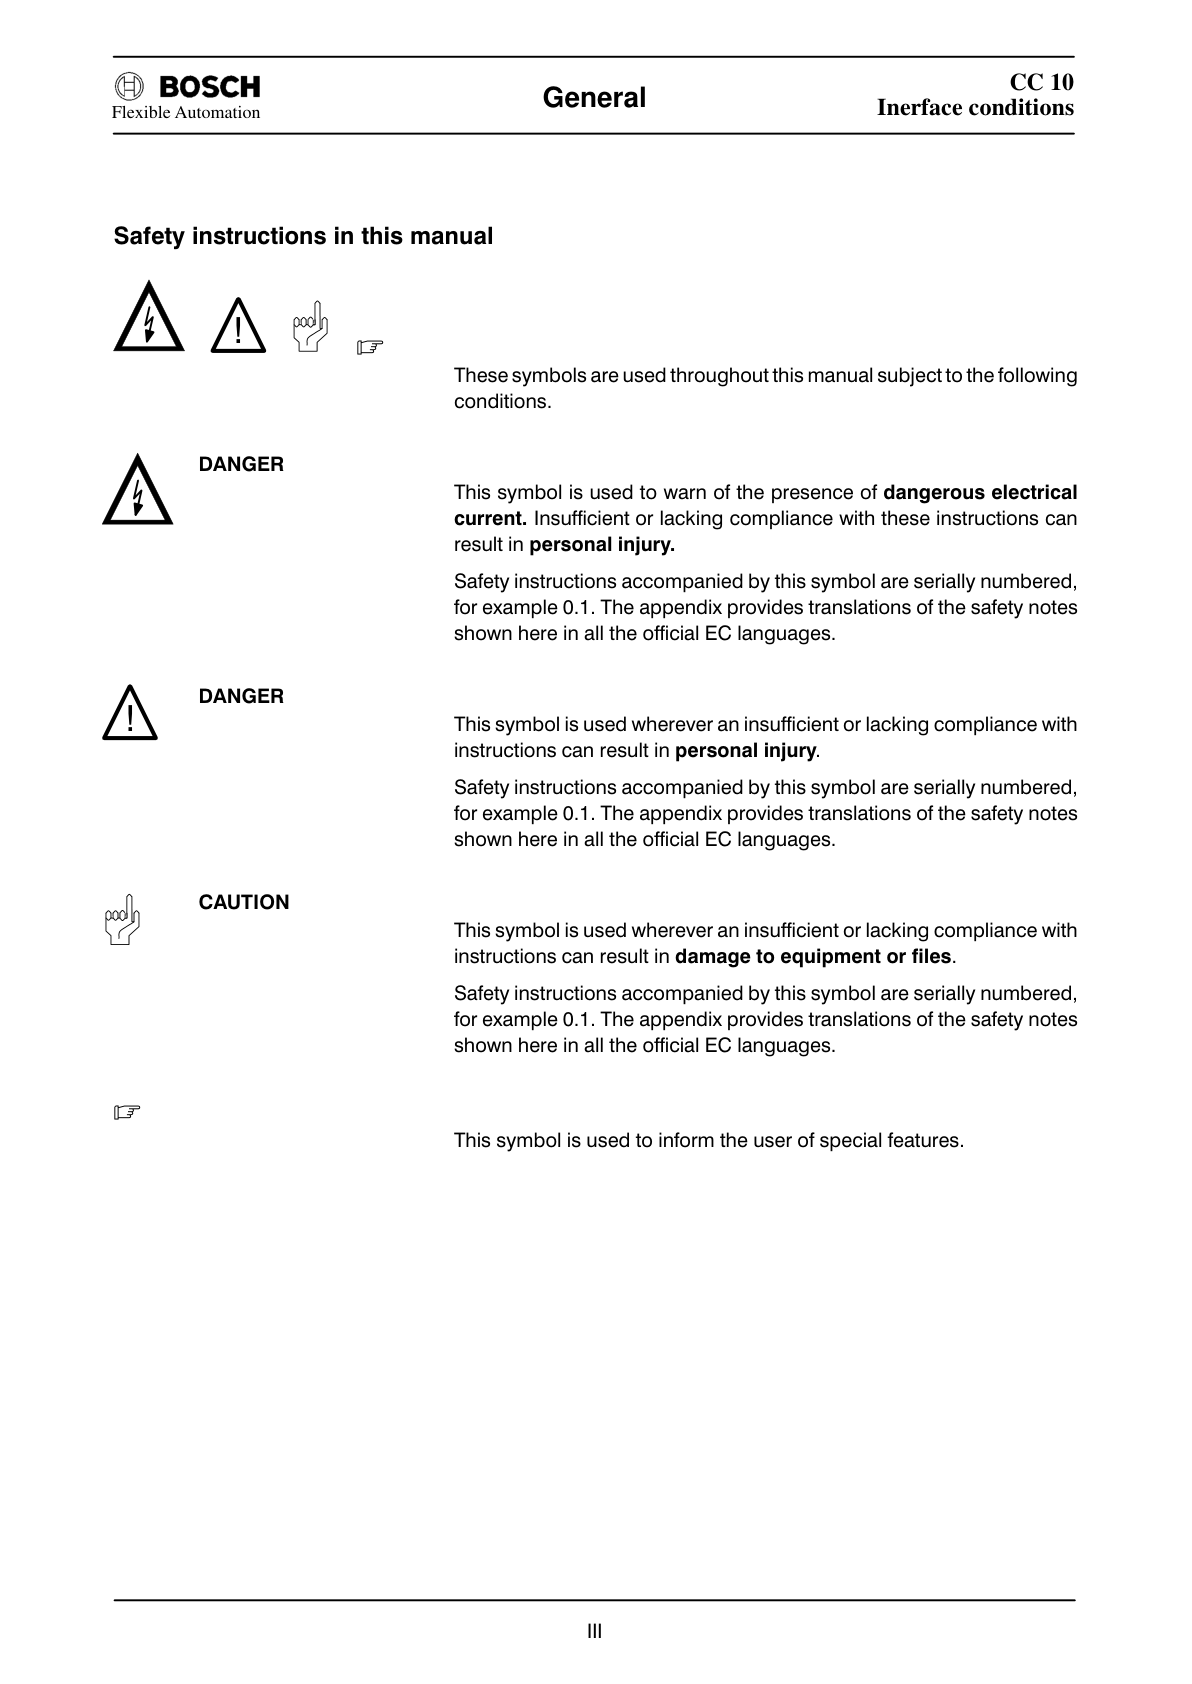 BOSCH
Flexible Automation
General
CC 10
Inerface conditions
Safety instructions in this manual
These symbols are used throughout this manual subject to the following
conditions.
DANGER
This symbol is used to warn of the presence of dangerous electrical
current. Insufficient or lacking compliance with these instructions can
result in personal injury.
Safety instructions accompanied by this symbol are serially numbered,
for example 0.1. The appendix provides translations of the safety notes
shown here in all the official EC languages.
DANGER
This symbol is used wherever an insufficient or lacking compliance with
instructions can result in personal injury.
Safety instructions accompanied by this symbol are serially numbered,
for example 0.1. The appendix provides translations of the safety notes
shown here in all the official EC languages.
CAUTION
This symbol is used wherever an insufficient or lacking compliance with
instructions can result in damage to equipment or files.
Safety instructions accompanied by this symbol are serially numbered,
for example 0.1. The appendix provides translations of the safety notes
shown here in all the official EC languages.
This symbol is used to inform the user of special features.
III